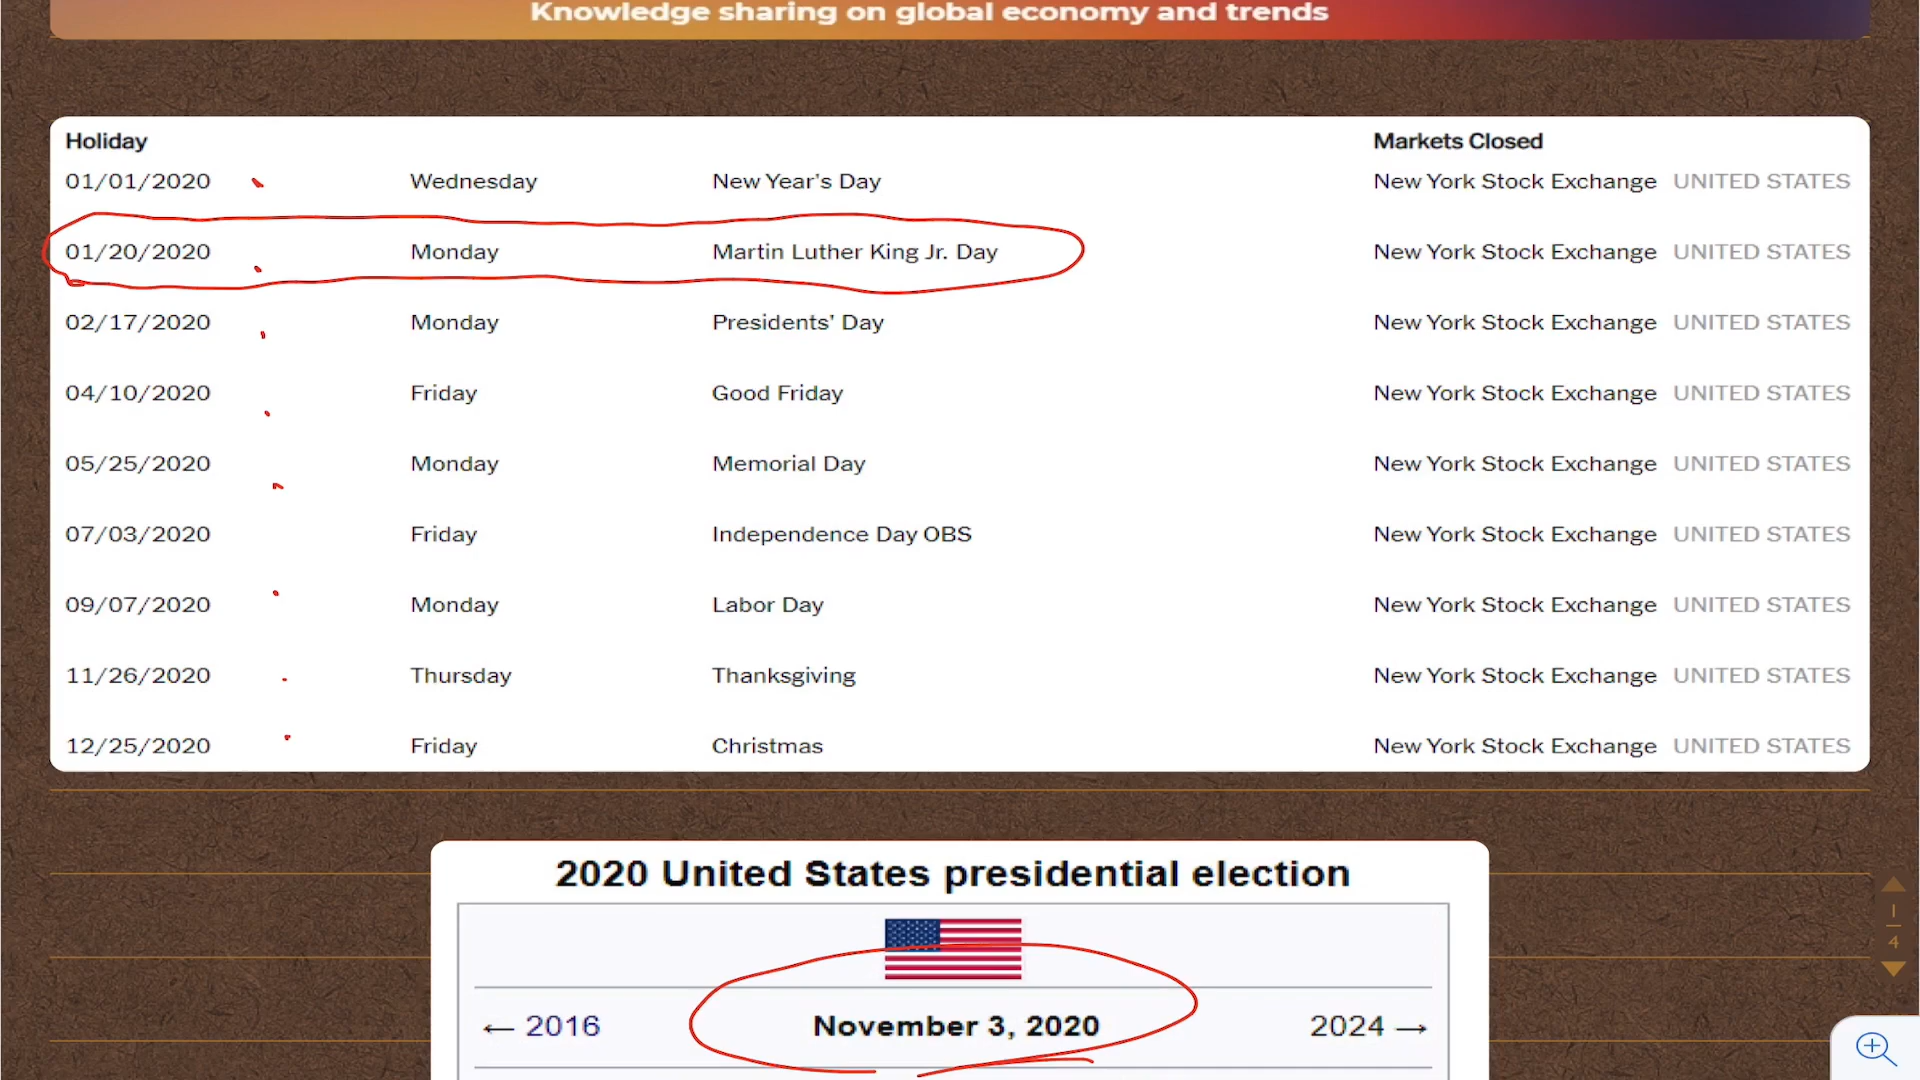 Knowledge sharing on global economy and trends
Holiday Markets Closed
01/01/2020 Wednesday New Year's Day New York Stock Exchange UNITED STATES
01/20/2020 Monday Martin Luther King Jr. Day New York Stock Exchange UNITED STATES
02/17/2020 Monday Presidents' Day New York Stock Exchange UNITED STATES
04/10/2020 Friday Good Friday New York Stock Exchange UNITED STATES
05/25/2020 Monday Memorial Day New York Stock Exchange UNITED STATES
07/03/2020 Friday Independence Day OBS New York Stock Exchange UNITED STATES
09/07/2020 Monday Labor Day New York Stock Exchange UNITED STATES
11/26/2020 Thursday Thanksgiving New York Stock Exchange UNITED STATES
12/25/2020 Friday Christmas New York Stock Exchange UNITED STATES
2020 United States presidential election
← 2016 November 3, 2020 2024 →
1
4